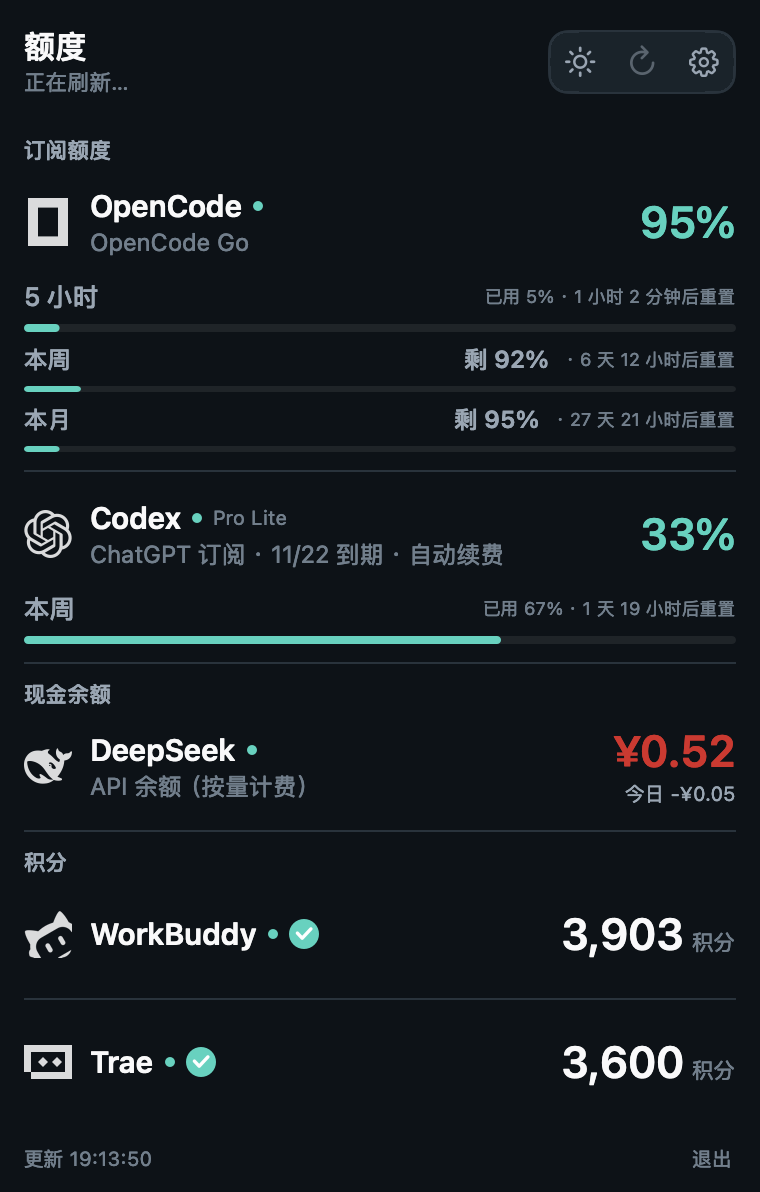 额度
正在刷新...
订阅额度
OpenCode
95%
OpenCode Go
5 小时
已用 5% · 1 小时 2 分钟后重置
本周
剩 92% · 6 天 12 小时后重置
本月
剩 95% · 27 天 21 小时后重置
Codex Pro Lite
33%
ChatGPT 订阅 · 11/22 到期 · 自动续费
本周
已用 67% · 1 天 19 小时后重置
现金余额
DeepSeek
¥0.52
API 余额（按量计费）
今日 -¥0.05
积分
WorkBuddy
3,903 积分
Trae
3,600 积分
更新 19:13:50
退出